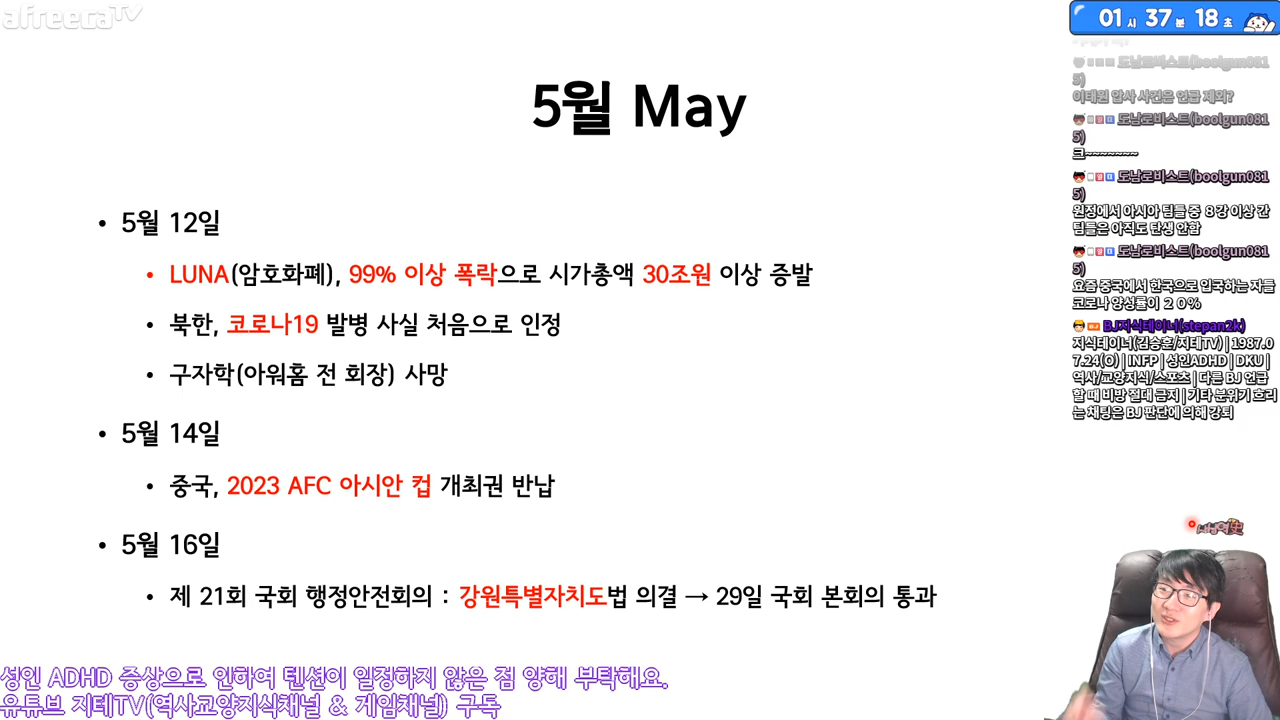 afreecaTV
01시 37분 18초
5월 May
• 5월 12일
• LUNA(암호화폐), 99% 이상 폭락으로 시가총액 30조원 이상 증발
• 북한, 코로나19 발병 사실 처음으로 인정
• 구자학(아워홈 전 회장) 사망
• 5월 14일
• 중국, 2023 AFC 아시안 컵 개최권 반납
• 5월 16일
• 제 21회 국회 행정안전회의 : 강원특별자치도법 의결 → 29일 국회 본회의 통과
도남로비스트(boolgun081
5)
이태원 압사 사건은 언급 제외?
도남로비스트(boolgun081
5)
크~~~~~~~
도남로비스트(boolgun081
5)
원정에서 아시아 팀들 중 8강 이상 간
팀들은 아직도 탄생 안함
도남로비스트(boolgun081
5)
요즘 중국에서 한국으로 입국하는 자들
코로나 양성률이 20%
BJ지식테이너(stepan2k)
지식테이너(김승훈/지테TV) | 1987.0
7.24(O) | INFP | 성인ADHD | DKU |
역사/교양지식/스포츠 | 다른 BJ 언급
할 때 비방 절대 금지 | 기타 분위기 흐리
는 채팅은 BJ 판단에 의해 강퇴
성인 ADHD 증상으로 인하여 텐션이 일정하지 않은 점 양해 부탁해요.
유튜브 지테TV(역사교양지식채널 & 게임채널) 구독